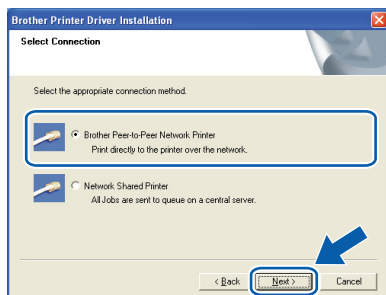 Brother Printer Driver Installation
Select Connection
Select the appropriate connection method.
Brother Peer-to-Peer Network Printer
Print directly to the printer over the network.
Network Shared Printer
All Jobs are sent to queue on a central server.
< Back Next > Cancel